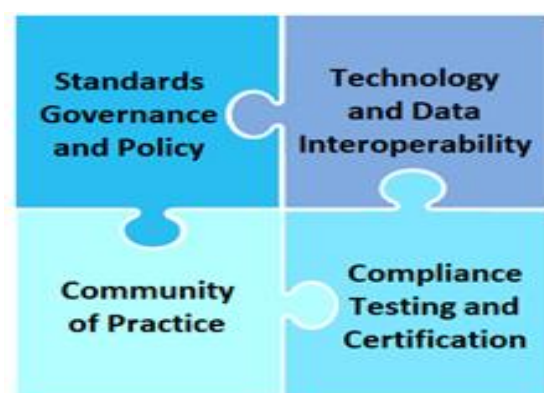 Standards
Governance
and Policy
Technology
and Data
Interoperability
Community
of Practice
Compliance
Testing and
Certification